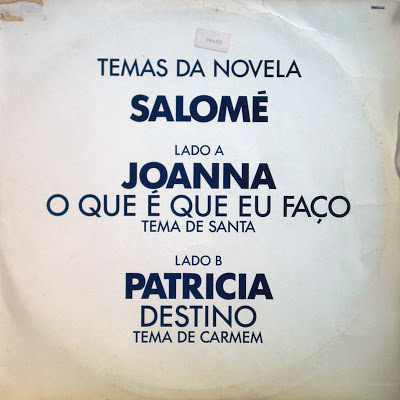 TEMAS DA NOVELA
SALOMÉ
LADO A
JOANNA
O QUE É QUE EU FAÇO
TEMA DE SANTA
LADO B
PATRICIA
DESTINO
TEMA DE CARMEM